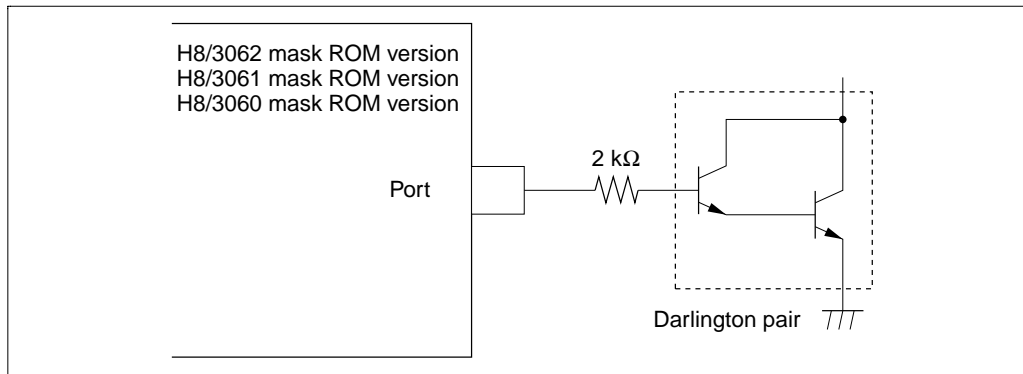 H8/3062 mask ROM version
H8/3061 mask ROM version
H8/3060 mask ROM version
2 kΩ
Port
Darlington pair